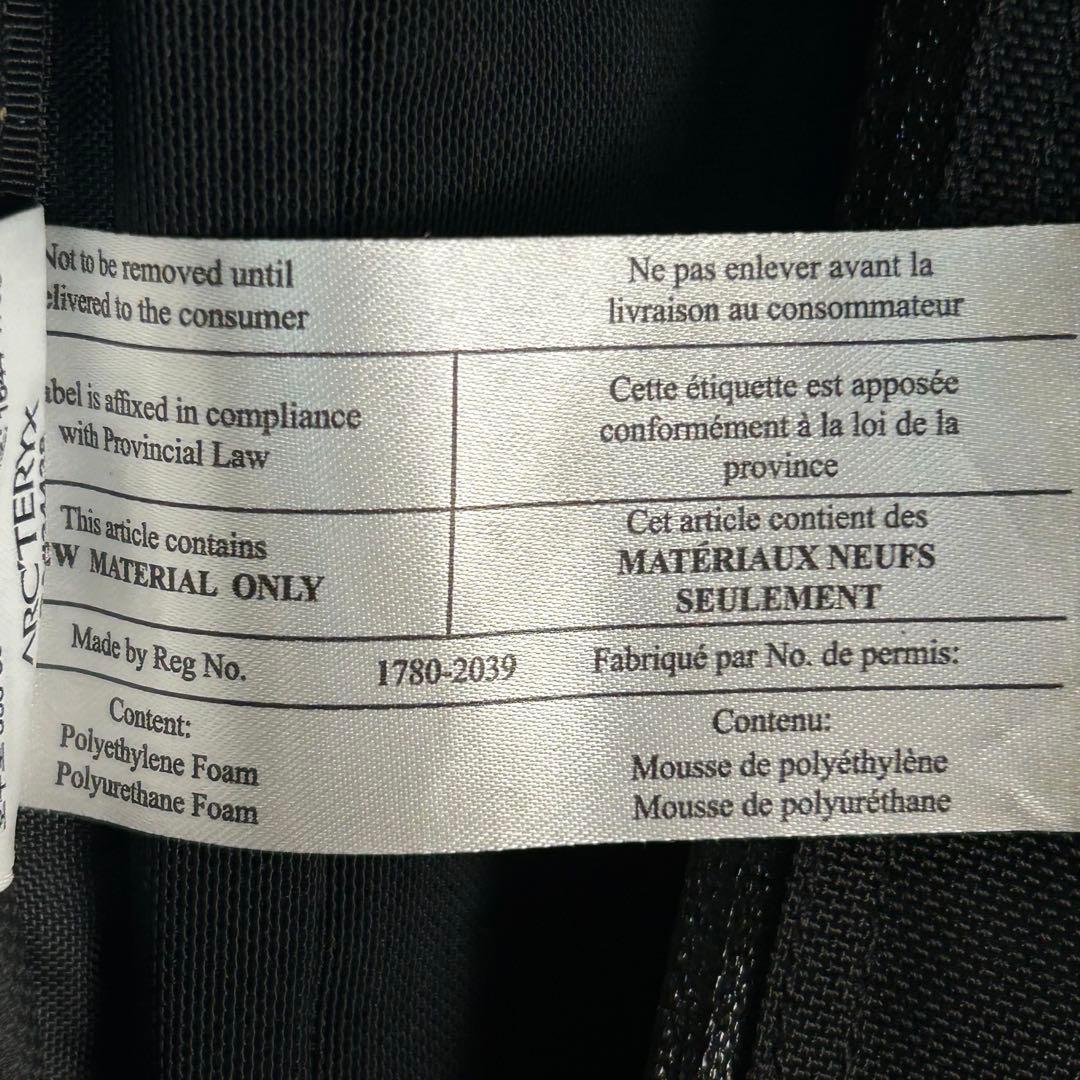 Not to be removed until
elivered to the consumer
Ne pas enlever avant la
livraison au consommateur
abel is affixed in compliance
with Provincial Law
Cette étiquette est apposée
conformément à la loi de la
province
This article contains
EW MATERIAL ONLY
Cet article contient des
MATÉRIAUX NEUFS
SEULEMENT
Made by Reg No.
1780-2039
Fabriqué par No. de permis:
Content:
Polyethylene Foam
Polyurethane Foam
Contenu:
Mousse de polyéthylène
Mousse de polyuréthane
ARC'TERYX